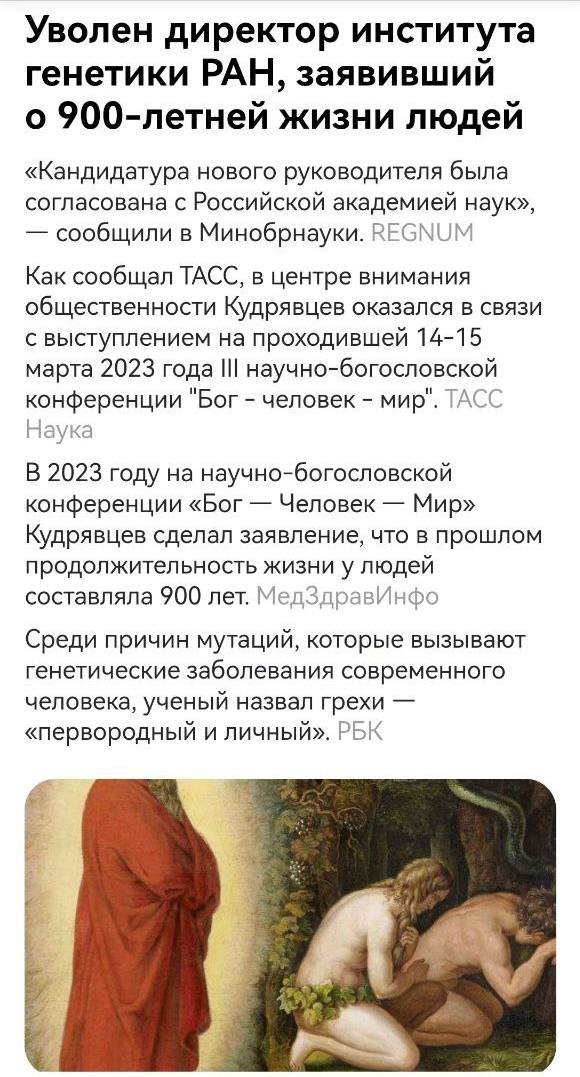 Уволен директор института
генетики РАН, заявивший
о 900-летней жизни людей
«Кандидатура нового руководителя была
согласована с Российской академией наук»,
— сообщили в Минобрнауки. REGNUM
Как сообщал ТАСС, в центре внимания
общественности Кудрявцев оказался в связи
с выступлением на проходившей 14-15
марта 2023 года III научно-богословской
конференции "Бог - человек - мир". ТАСС
Наука
В 2023 году на научно-богословской
конференции «Бог — Человек — Мир»
Кудрявцев сделал заявление, что в прошлом
продолжительность жизни у людей
составляла 900 лет. МедЗдравИнфо
Среди причин мутаций, которые вызывают
генетические заболевания современного
человека, ученый назвал грехи —
«первородный и личный». РБК